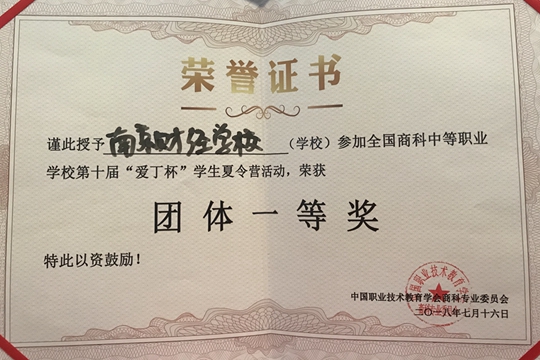 荣誉证书
谨此授予 南京财经学校 （学校）参加全国商科中等职业
学校第十届“爱丁杯”学生夏令营活动，荣获
团体一等奖
特此以资鼓励！
中国职业技术教育学会商科专业委员会
二〇一八年七月十六日